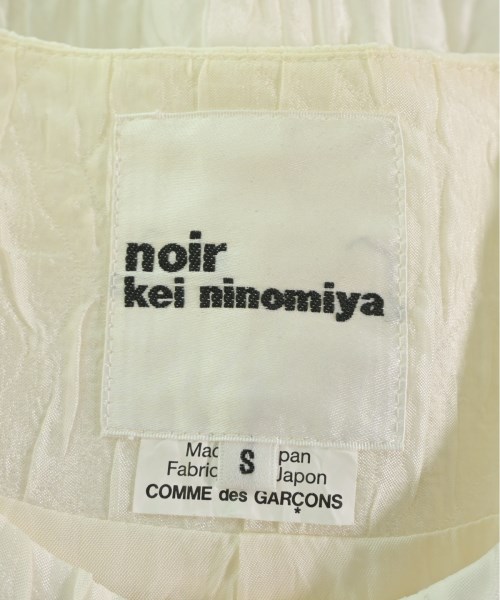 noir
kei ninomiya
Mad S pan
Fabric Japon
COMME des GARÇONS
*